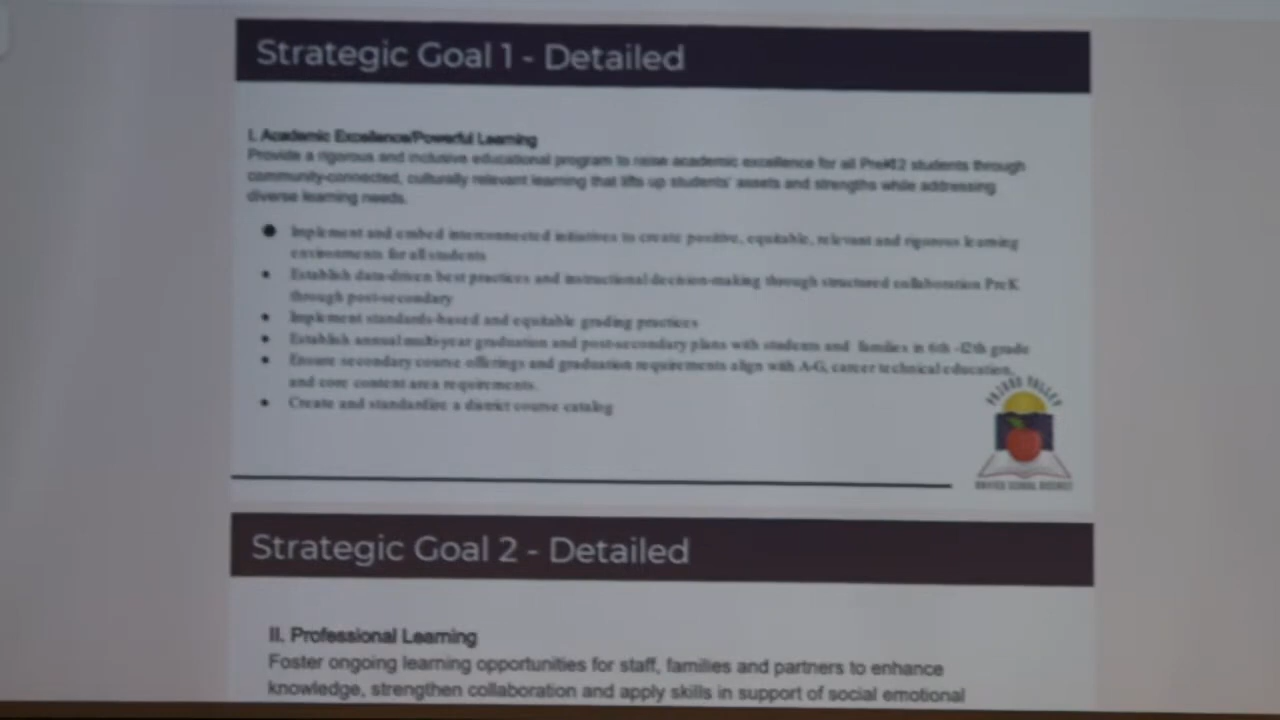 Strategic Goal 1 - Detailed
I. Academic Excellence/Powerful Learning
Provide a rigorous and inclusive educational program to raise academic excellence for all PreK12 students through
community-connected, culturally relevant learning that lifts up students' assets and strengths while addressing
diverse learning needs.
● Implement and embed interconnected initiatives to create positive, equitable, relevant and rigorous learning
environments for all students
● Establish data-driven best practices and instructional decision-making through structured collaboration PreK
through post-secondary
● Implement standards-based and equitable grading practices
● Establish annual multi-year graduation and post-secondary plans with students and families in 6th -12th grade
● Ensure secondary course offerings and graduation requirements align with A-G, career technical education,
and core content area requirements.
● Create and standardize a district course catalog
PAJARO VALLEY
UNIFIED SCHOOL DISTRICT
Strategic Goal 2 - Detailed
II. Professional Learning
Foster ongoing learning opportunities for staff, families and partners to enhance
knowledge, strengthen collaboration and apply skills in support of social emotional